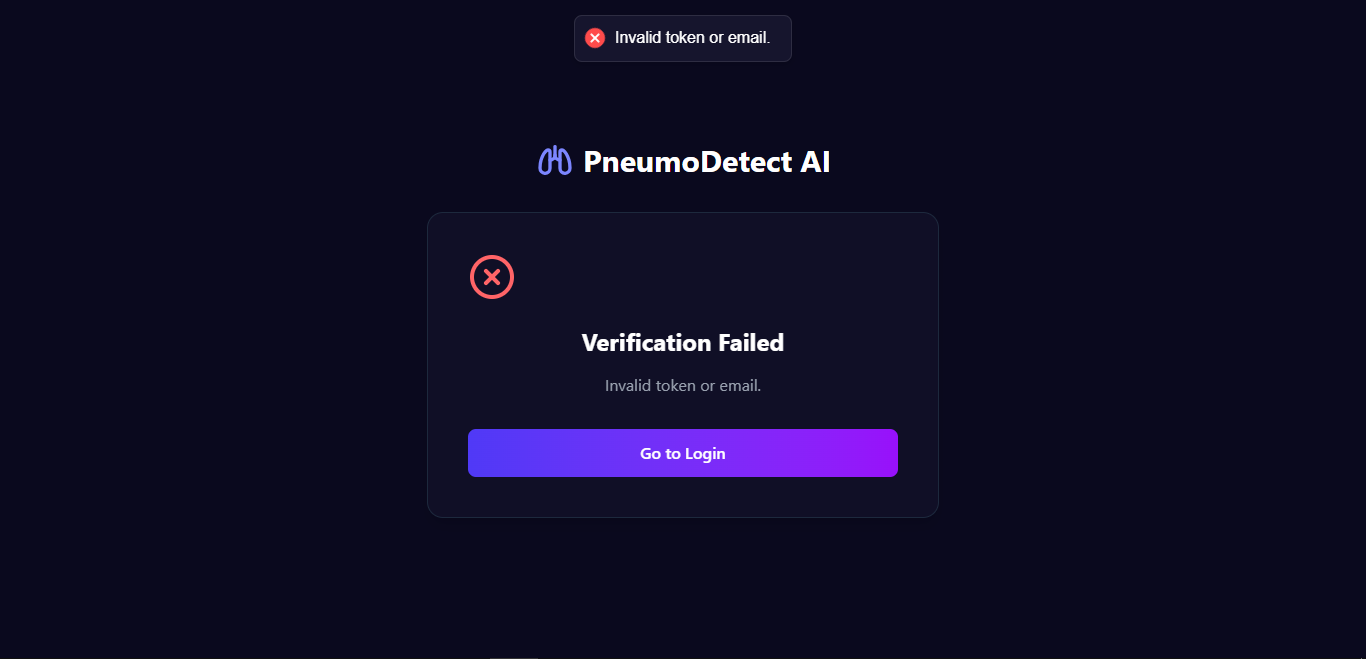 Invalid token or email.
PneumoDetect AI
Verification Failed
Invalid token or email.
Go to Login